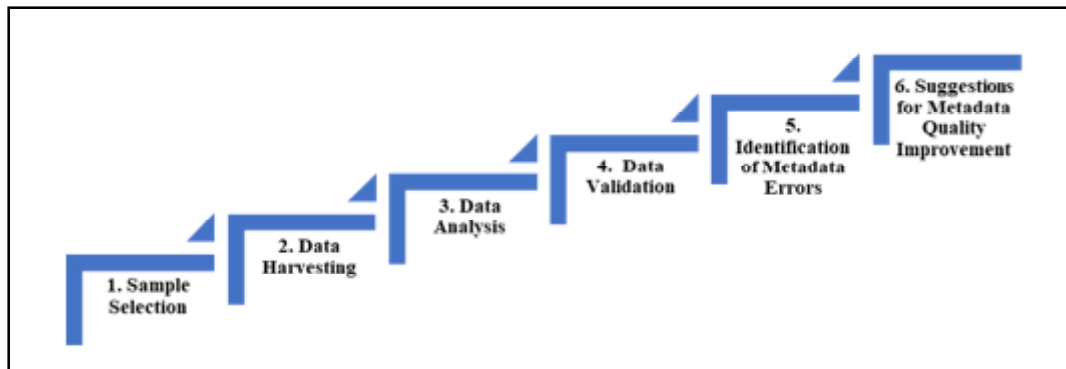 1. Sample
Selection
2. Data
Harvesting
3. Data
Analysis
4. Data
Validation
5.
Identification
of Metadata
Errors
6. Suggestions
for Metadata
Quality
Improvement